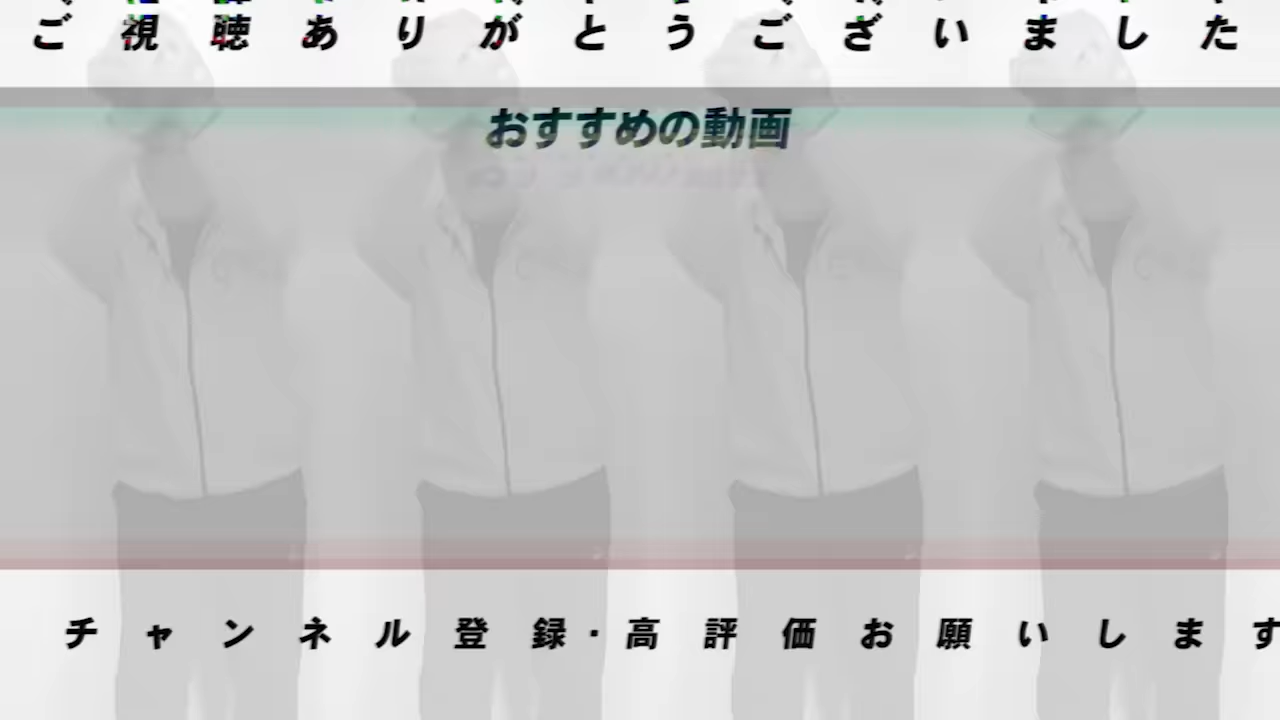 ご視聴ありがとうございました
おすすめの動画
チャンネル登録・高評価お願いします